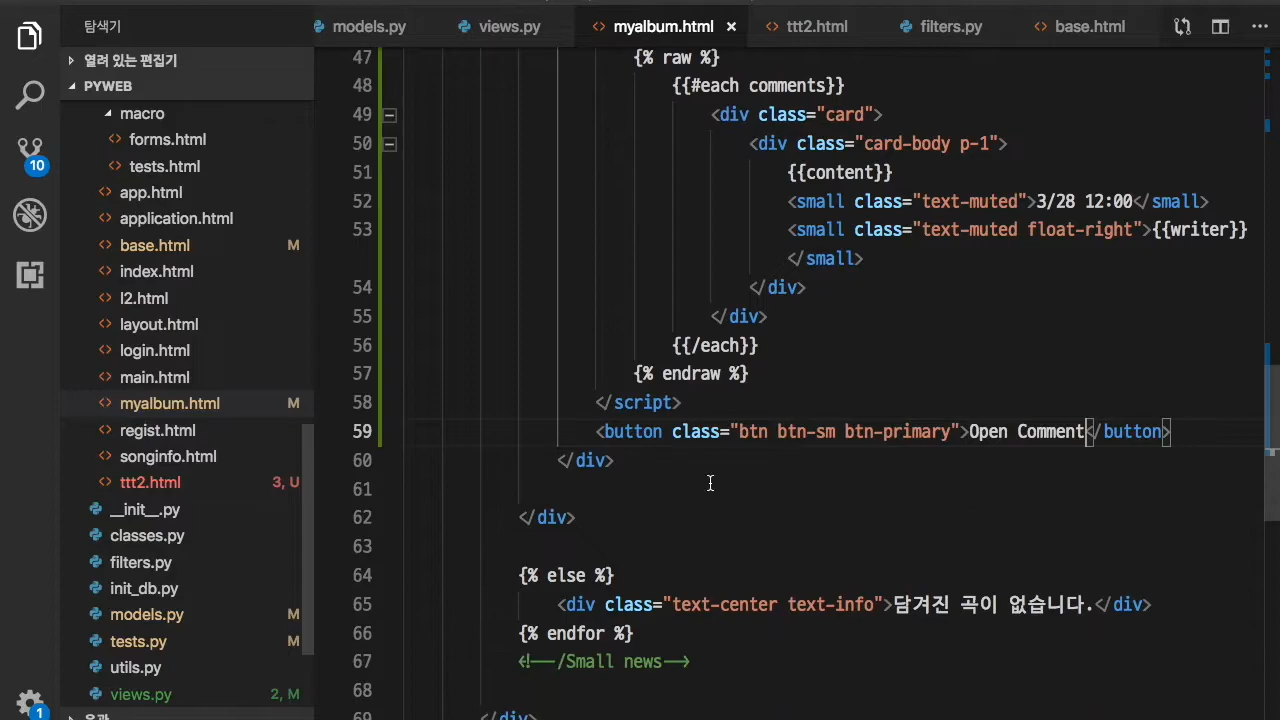 탐색기
models.py
views.py
myalbum.html
ttt2.html
filters.py
base.html
열려 있는 편집기
PYWEB
macro
forms.html
tests.html
app.html
application.html
base.html M
index.html
l2.html
layout.html
login.html
main.html
myalbum.html M
regist.html
songinfo.html
ttt2.html 3, U
__init__.py
classes.py
filters.py
init_db.py
models.py M
tests.py M
utils.py
views.py 2, M
10
1
47 {% raw %}
48 {{#each comments}}
49 <div class="card">
50 <div class="card-body p-1">
51 {{content}}
52 <small class="text-muted">3/28 12:00</small>
53 <small class="text-muted float-right">{{writer}}
</small>
54 </div>
55 </div>
56 {{/each}}
57 {% endraw %}
58 </script>
59 <button class="btn btn-sm btn-primary">Open Comment</button>
60 </div>
61
62 </div>
63
64 {% else %}
65 <div class="text-center text-info">담겨진 곡이 없습니다.</div>
66 {% endfor %}
67 <!--/Small news-->
68
69 </div>